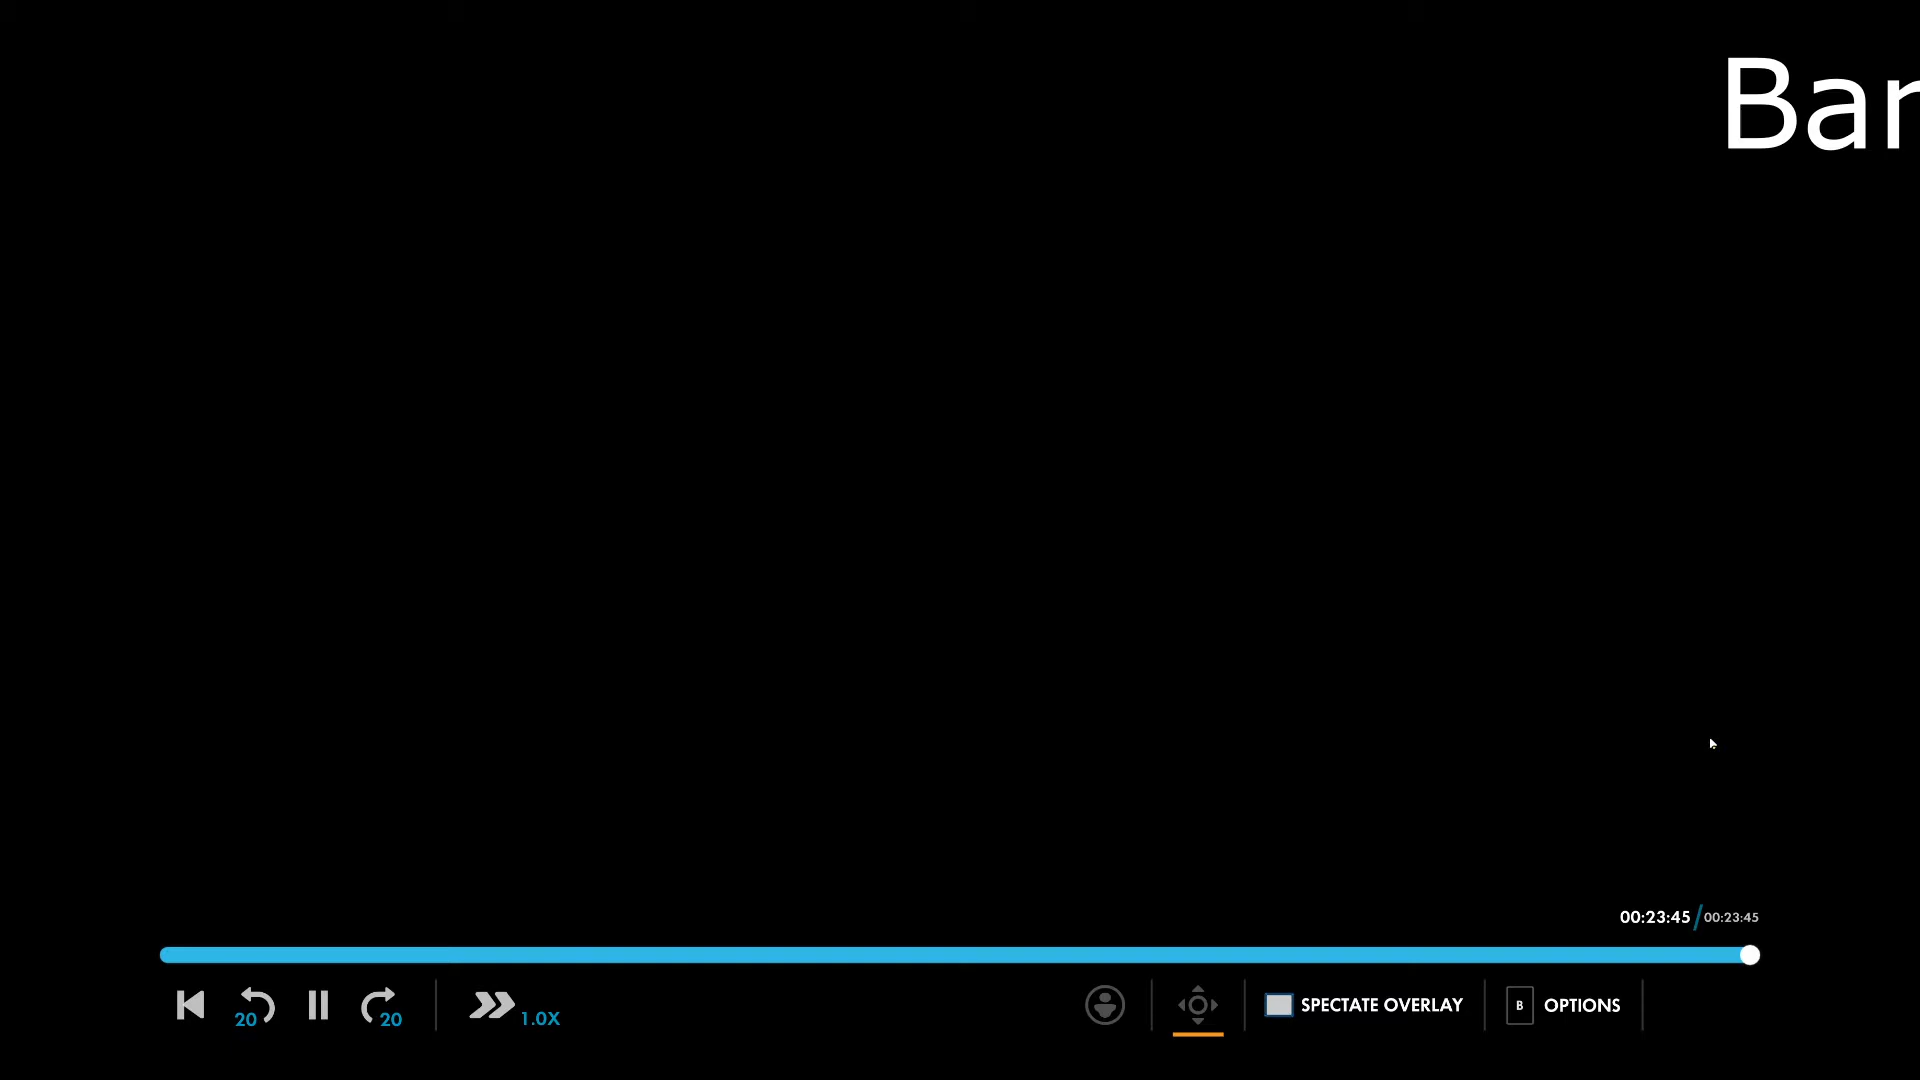 Bar
00:23:45 / 00:23:45
20
20
1.0X
SPECTATE OVERLAY
B OPTIONS